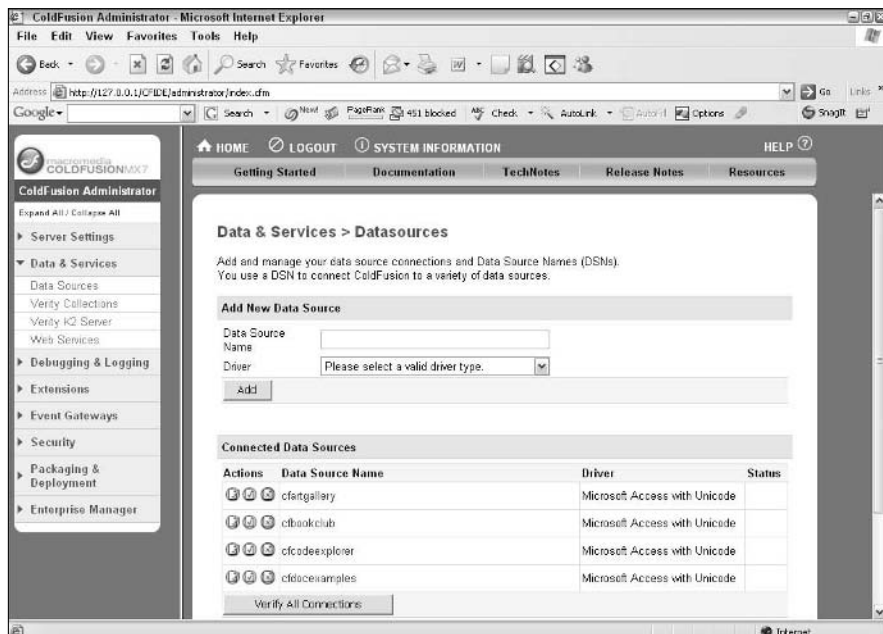 ColdFusion Administrator - Microsoft Internet Explorer
File Edit View Favorites Tools Help
Back Search Favorites
Address http://127.0.0.1/CFIDE/administrator/index.cfm Go Links
Google Search New! PageRank 451 blocked ABC Check AutoLink AutoFill Options SnagIt
macromedia
COLDFUSION MX7
ColdFusion Administrator
Expand All / Collapse All
Server Settings
Data & Services
Data Sources
Verity Collections
Verity K2 Server
Web Services
Debugging & Logging
Extensions
Event Gateways
Security
Packaging &
Deployment
Enterprise Manager
HOME LOGOUT SYSTEM INFORMATION HELP
Getting Started Documentation TechNotes Release Notes Resources
Data & Services > Datasources
Add and manage your data source connections and Data Source Names (DSNs).
You use a DSN to connect ColdFusion to a variety of data sources.
Add New Data Source
Data Source
Name
Driver Please select a valid driver type.
Add
Connected Data Sources
Actions Data Source Name Driver Status
cfartgallery Microsoft Access with Unicode
cfbookclub Microsoft Access with Unicode
cfcodeexplorer Microsoft Access with Unicode
cfdocexamples Microsoft Access with Unicode
Verify All Connections
Internet